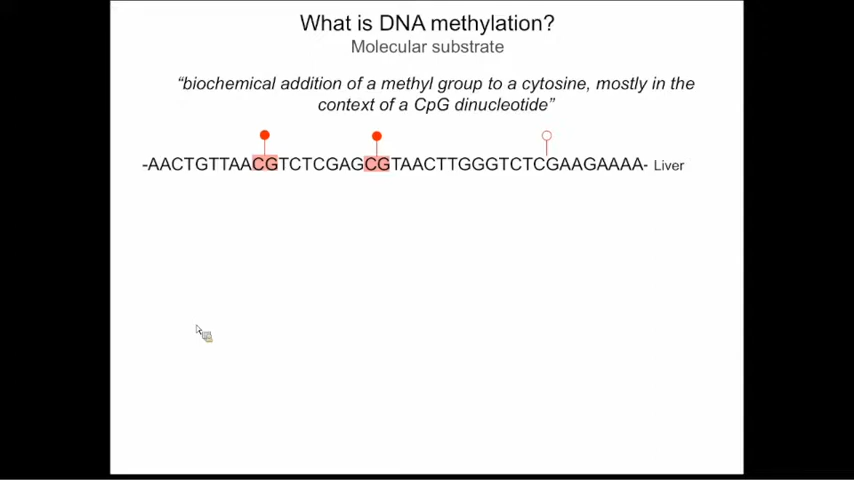 What is DNA methylation?
Molecular substrate
“biochemical addition of a methyl group to a cytosine, mostly in the
context of a CpG dinucleotide”
-AACTGTTAACGTCTCGAGCGTAACTTGGGTCTCGAAGAAAA- Liver